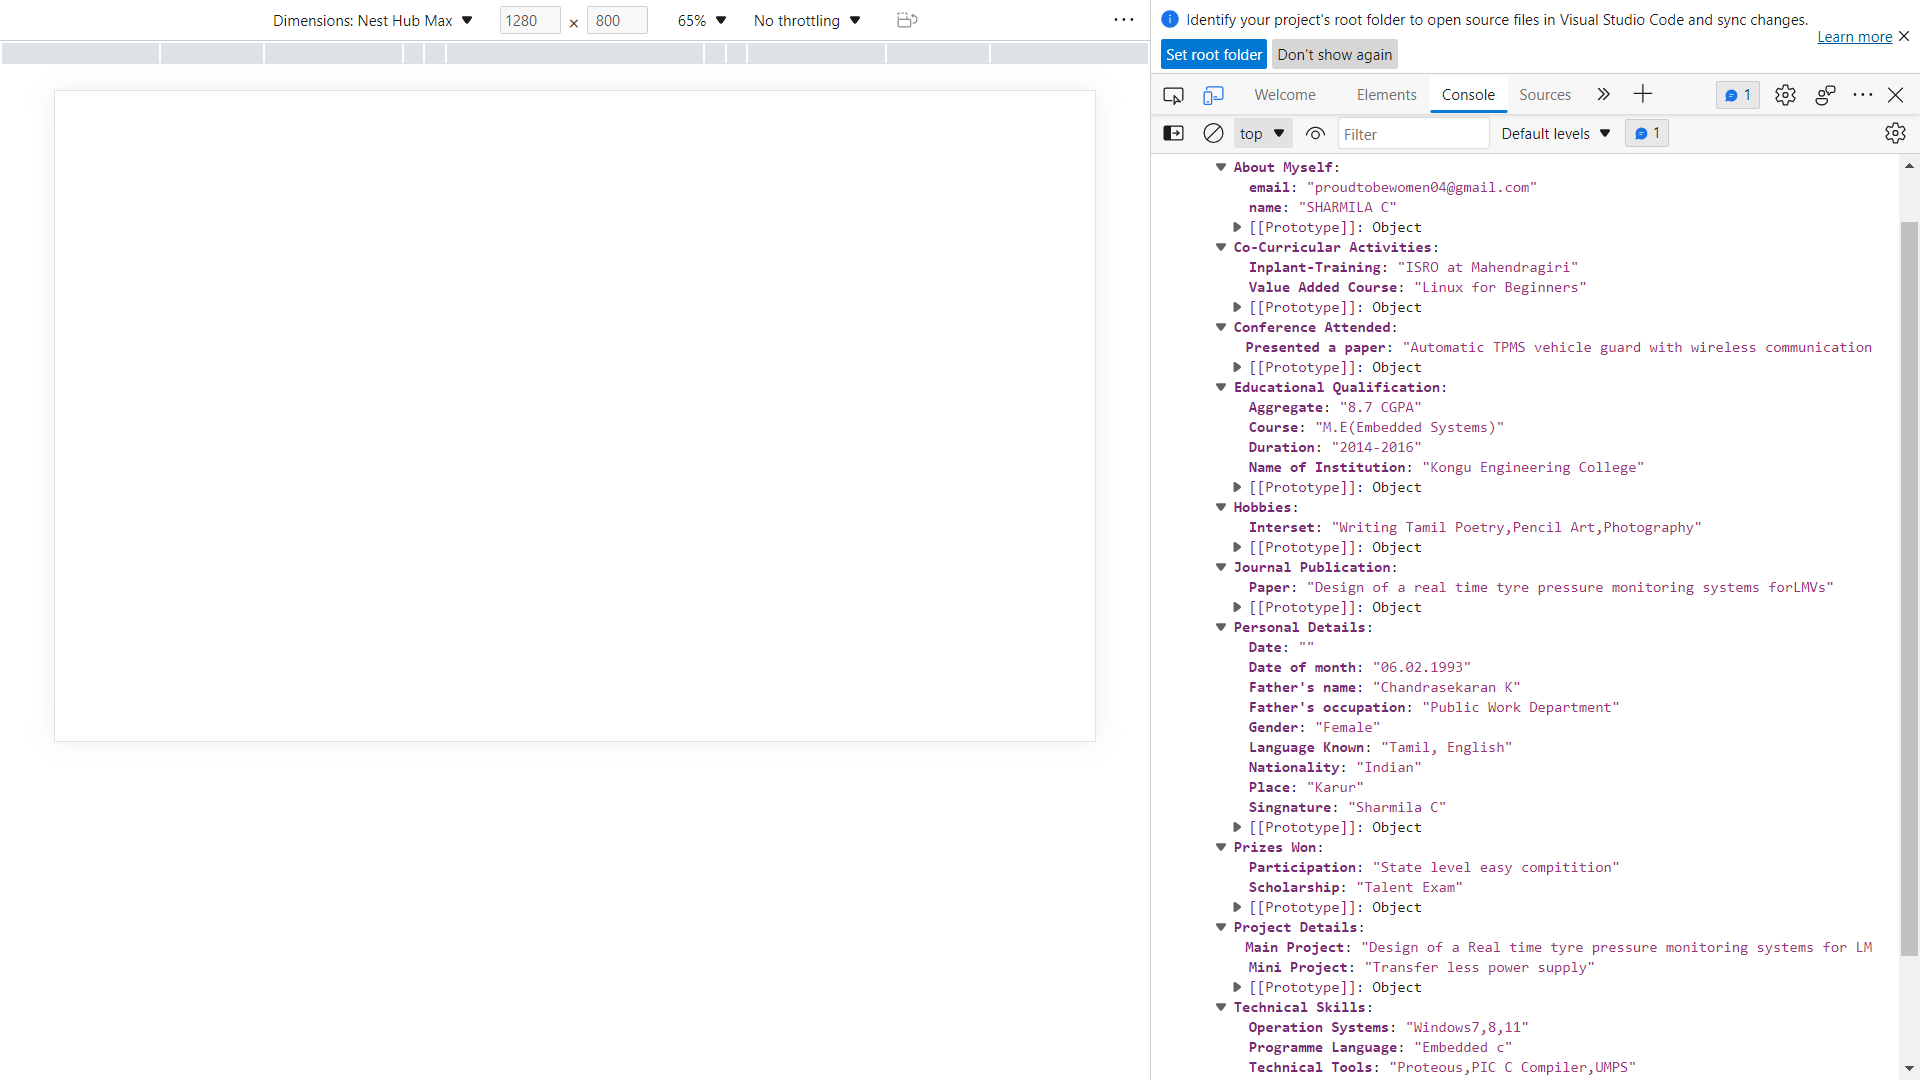 Dimensions: Nest Hub Max 1280 × 800 65% No throttling
Identify your project's root folder to open source files in Visual Studio Code and sync changes.
Learn more
Set root folder Don't show again
Welcome Elements Console Sources 1
top Filter Default levels 1
About Myself:
email: "proudtobewomen04@gmail.com"
name: "SHARMILA C"
[[Prototype]]: Object
Co-Curricular Activities:
Inplant-Training: "ISRO at Mahendragiri"
Value Added Course: "Linux for Beginners"
[[Prototype]]: Object
Conference Attended:
Presented a paper: "Automatic TPMS vehicle guard with wireless communication
[[Prototype]]: Object
Educational Qualification:
Aggregate: "8.7 CGPA"
Course: "M.E(Embedded Systems)"
Duration: "2014-2016"
Name of Institution: "Kongu Engineering College"
[[Prototype]]: Object
Hobbies:
Interset: "Writing Tamil Poetry,Pencil Art,Photography"
[[Prototype]]: Object
Journal Publication:
Paper: "Design of a real time tyre pressure monitoring systems forLMVs"
[[Prototype]]: Object
Personal Details:
Date: ""
Date of month: "06.02.1993"
Father's name: "Chandrasekaran K"
Father's occupation: "Public Work Department"
Gender: "Female"
Language Known: "Tamil, English"
Nationality: "Indian"
Place: "Karur"
Singnature: "Sharmila C"
[[Prototype]]: Object
Prizes Won:
Participation: "State level easy compitition"
Scholarship: "Talent Exam"
[[Prototype]]: Object
Project Details:
Main Project: "Design of a Real time tyre pressure monitoring systems for LM
Mini Project: "Transfer less power supply"
[[Prototype]]: Object
Technical Skills:
Operation Systems: "Windows7,8,11"
Programme Language: "Embedded c"
Technical Tools: "Proteous,PIC C Compiler,UMPS"